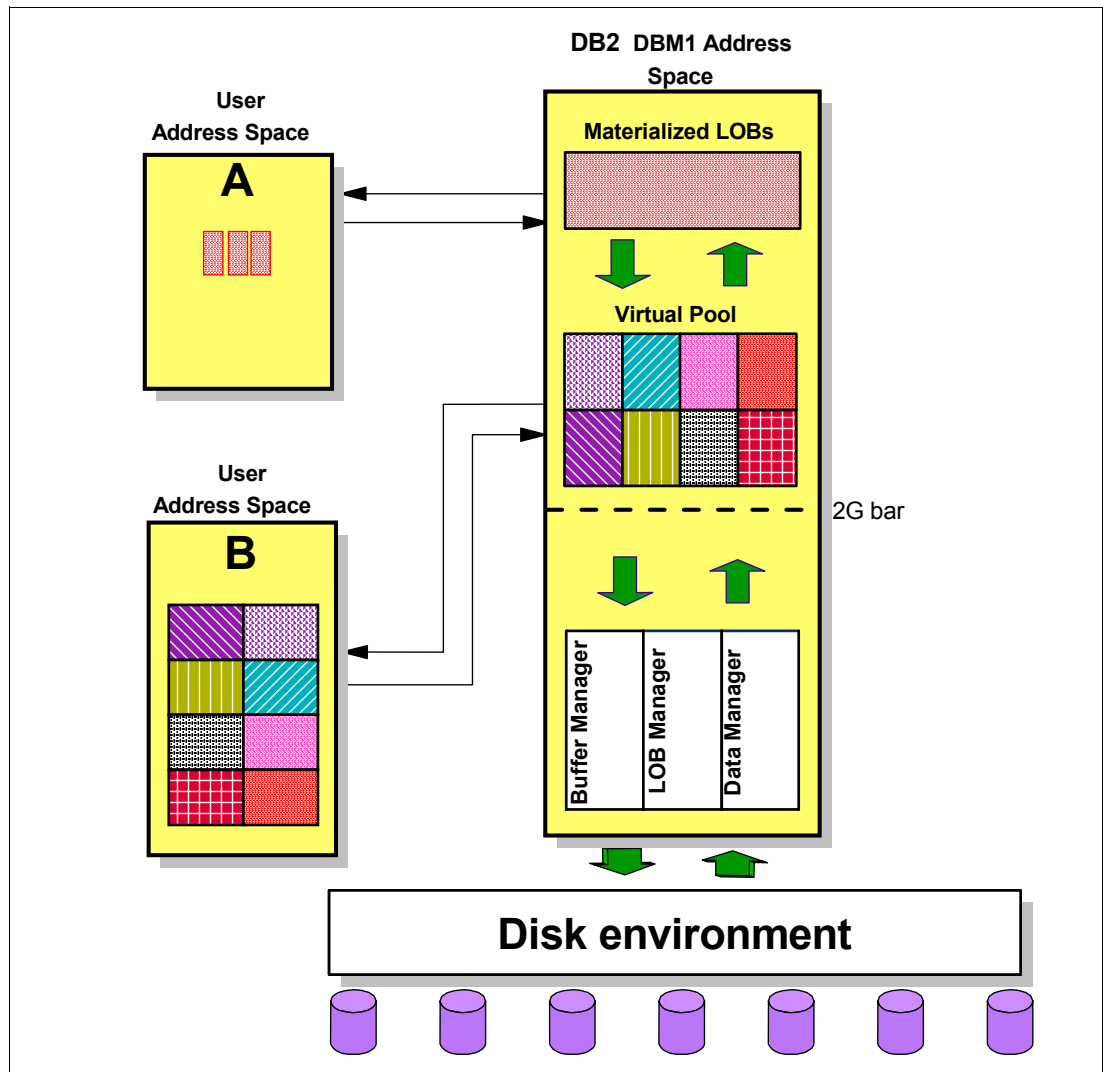 DB2 DBM1 Address
Space
User
Address Space
A
Materialized LOBs
Virtual Pool
User
Address Space
B
2G bar
Buffer Manager
LOB Manager
Data Manager
Disk environment